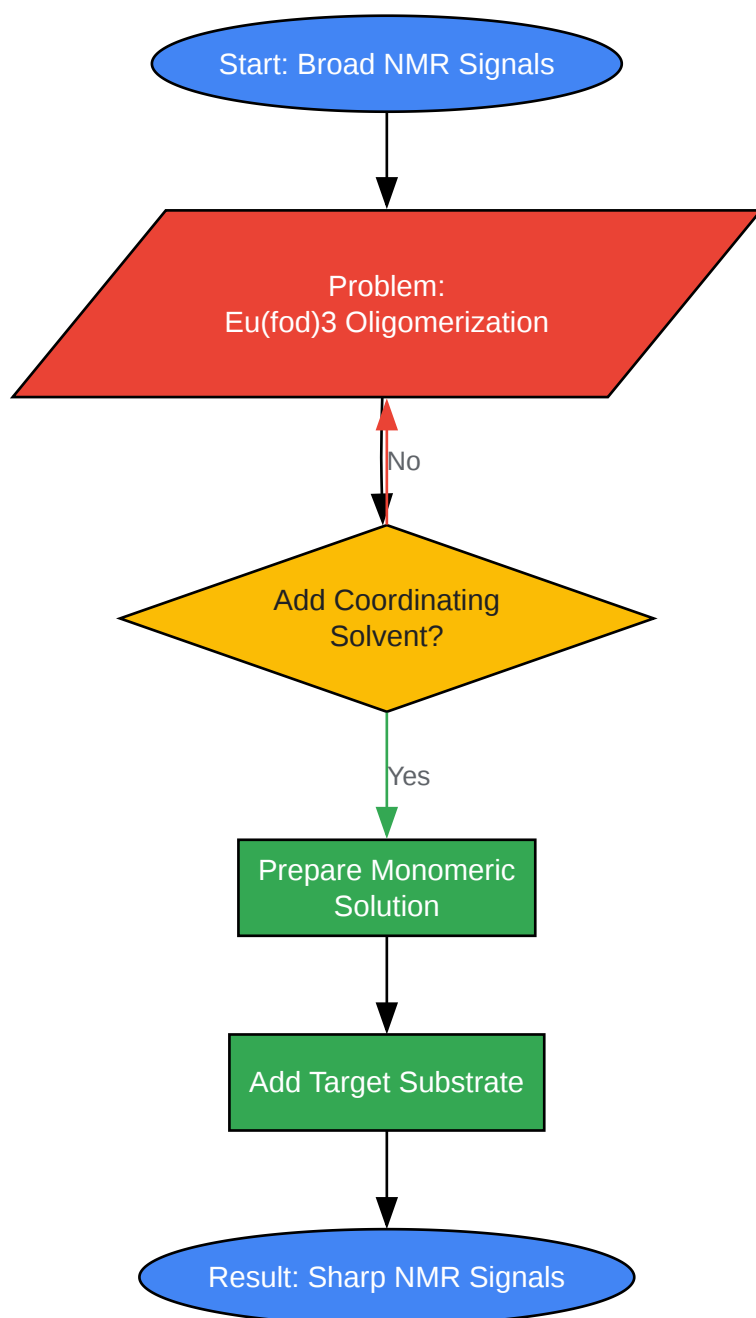 Start: Broad NMR Signals
Problem:
Eu(fod)3 Oligomerization
No
Add Coordinating
Solvent?
Yes
Prepare Monomeric
Solution
Add Target Substrate
Result: Sharp NMR Signals